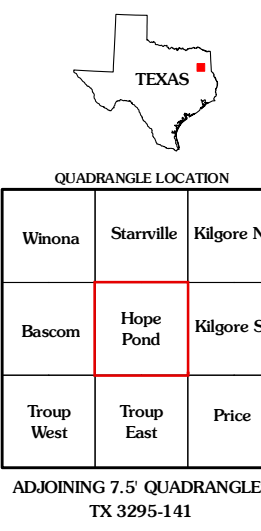 TEXAS
QUADRANGLE LOCATION
Winona
Starrville
Kilgore N
Bascom
Hope
Pond
Kilgore S
Troup
West
Troup
East
Price
ADJOINING 7.5' QUADRANGLE
TX 3295-141